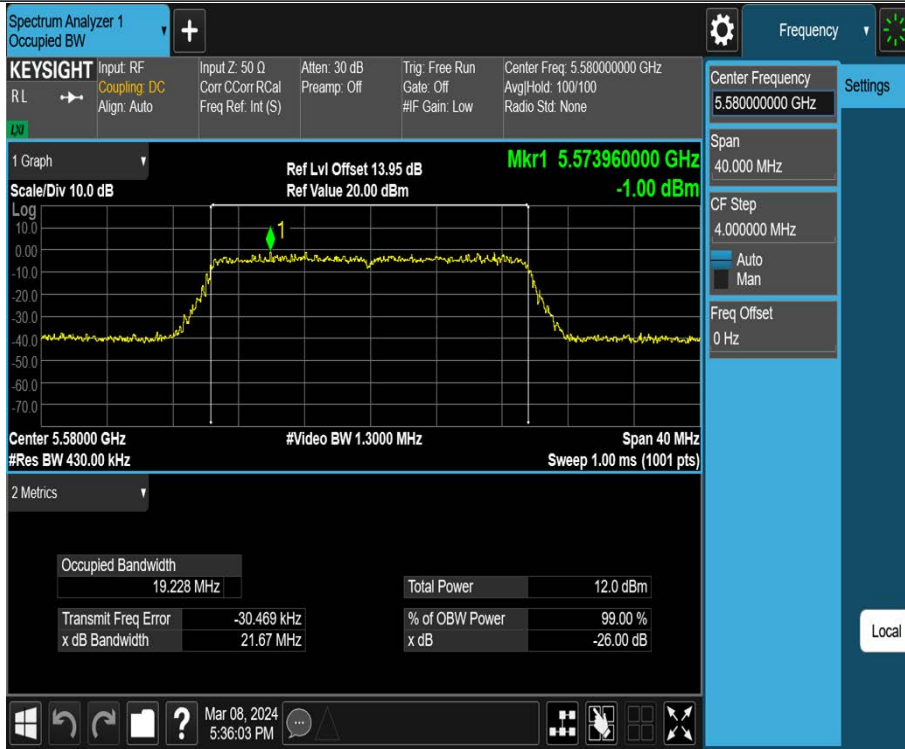 Spectrum Analyzer 1
Occupied BW
+
Frequency
KEYSIGHT
R L
LXI
Input: RF
Coupling: DC
Align: Auto
Input Z: 50 Ω
Corr CCorr RCal
Freq Ref: Int (S)
Atten: 30 dB
Preamp: Off
Trig: Free Run
Gate: Off
#IF Gain: Low
Center Freq: 5.580000000 GHz
Avg|Hold: 100/100
Radio Std: None
Center Frequency
5.580000000 GHz
Settings
Span
40.000 MHz
CF Step
4.000000 MHz
Auto
Man
Freq Offset
0 Hz
Local
1 Graph
Scale/Div 10.0 dB
Ref Lvl Offset 13.95 dB
Ref Value 20.00 dBm
Mkr1 5.573960000 GHz
-1.00 dBm
Log
10.0
0.00
-10.0
-20.0
-30.0
-40.0
-50.0
-60.0
-70.0
1
Center 5.58000 GHz
#Res BW 430.00 kHz
#Video BW 1.3000 MHz
Span 40 MHz
Sweep 1.00 ms (1001 pts)
2 Metrics
Occupied Bandwidth
19.228 MHz
Transmit Freq Error -30.469 kHz
x dB Bandwidth 21.67 MHz
Total Power 12.0 dBm
% of OBW Power 99.00 %
x dB -26.00 dB
?
Mar 08, 2024
5:36:03 PM